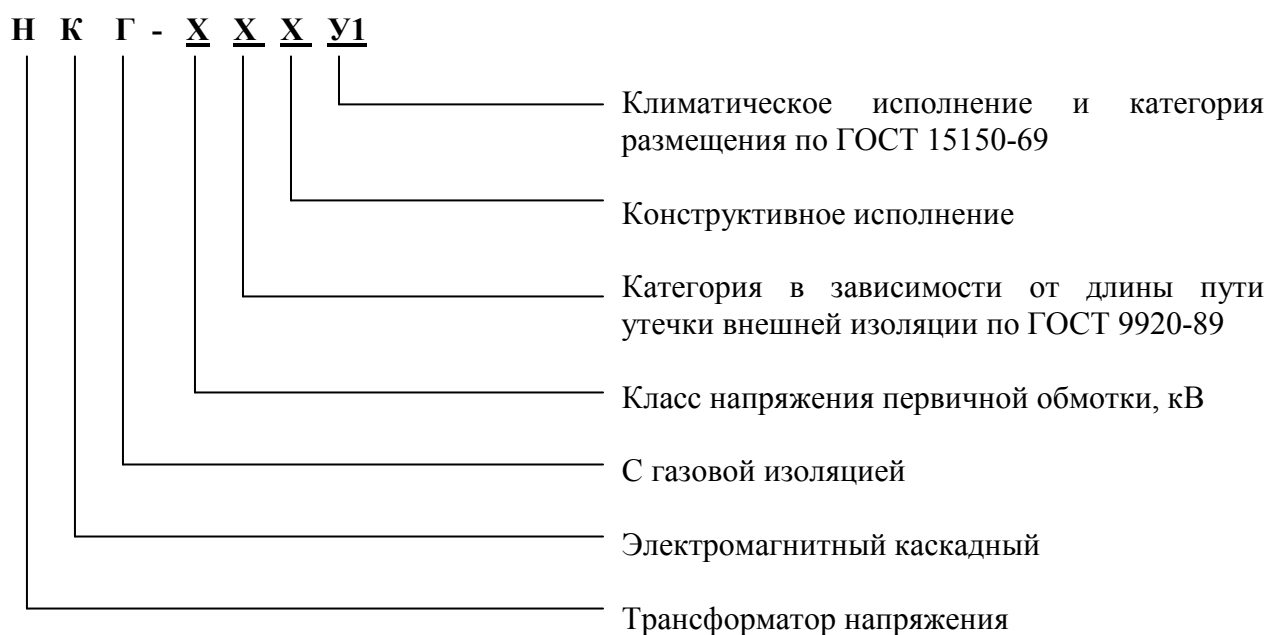 Н К Г - Х Х Х У1
Климатическое исполнение и категория
размещения по ГОСТ 15150-69
Конструктивное исполнение
Категория в зависимости от длины пути
утечки внешней изоляции по ГОСТ 9920-89
Класс напряжения первичной обмотки, кВ
С газовой изоляцией
Электромагнитный каскадный
Трансформатор напряжения